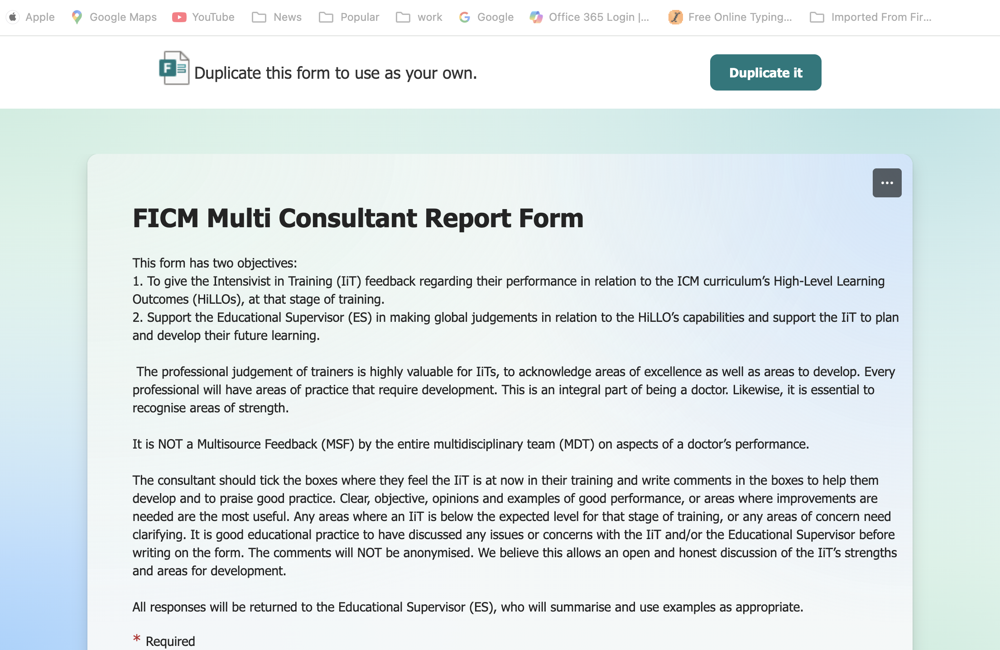 Apple Google Maps YouTube News Popular work Google Office 365 Login |... Free Online Typing... Imported From Fir...
F Duplicate this form to use as your own. Duplicate it
FICM Multi Consultant Report Form
This form has two objectives:
1. To give the Intensivist in Training (IiT) feedback regarding their performance in relation to the ICM curriculum’s High-Level Learning
Outcomes (HiLLOs), at that stage of training.
2. Support the Educational Supervisor (ES) in making global judgements in relation to the HiLLO’s capabilities and support the IiT to plan
and develop their future learning.
The professional judgement of trainers is highly valuable for IiTs, to acknowledge areas of excellence as well as areas to develop. Every
professional will have areas of practice that require development. This is an integral part of being a doctor. Likewise, it is essential to
recognise areas of strength.
It is NOT a Multisource Feedback (MSF) by the entire multidisciplinary team (MDT) on aspects of a doctor’s performance.
The consultant should tick the boxes where they feel the IiT is at now in their training and write comments in the boxes to help them
develop and to praise good practice. Clear, objective, opinions and examples of good performance, or areas where improvements are
needed are the most useful. Any areas where an IiT is below the expected level for that stage of training, or any areas of concern need
clarifying. It is good educational practice to have discussed any issues or concerns with the IiT and/or the Educational Supervisor before
writing on the form. The comments will NOT be anonymised. We believe this allows an open and honest discussion of the IiT’s strengths
and areas for development.
All responses will be returned to the Educational Supervisor (ES), who will summarise and use examples as appropriate.
* Required